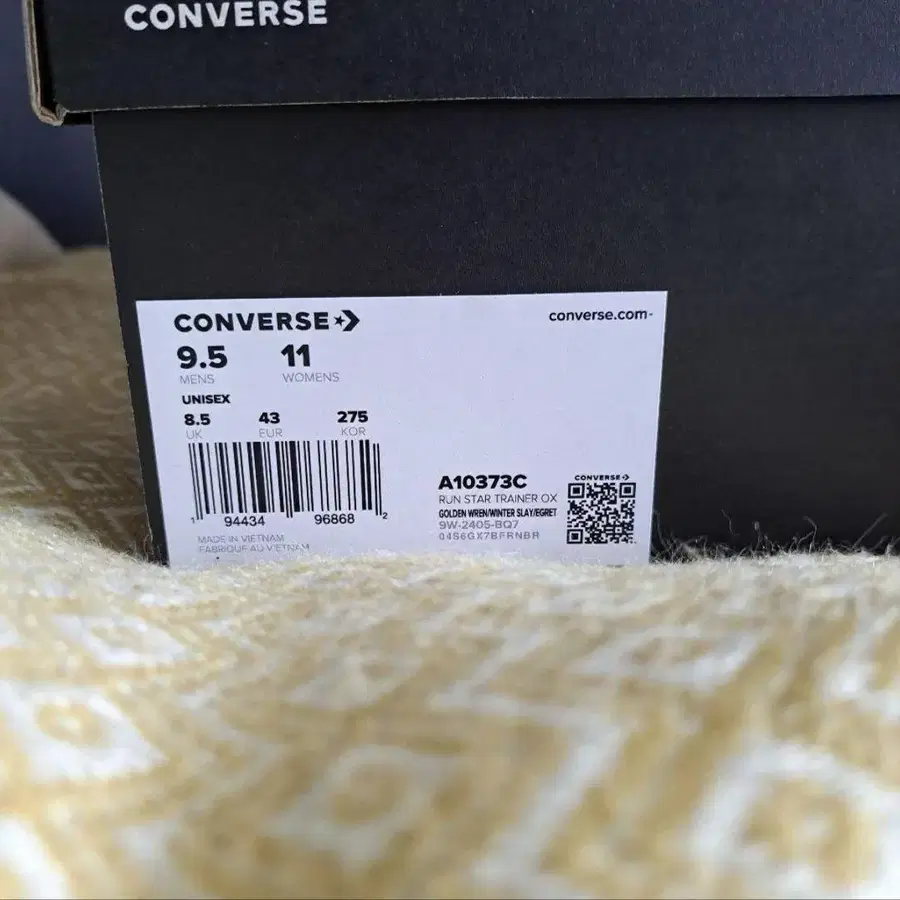 CONVERSE
CONVERSE
converse.com
9.5 11
MENS WOMENS
UNISEX
8.5 43 275
UK EUR KOR
1 94434 96868 2
MADE IN VIETNAM
FABRIQUE AU VIETNAM
CONVERSE
A10373C
RUN STAR TRAINER OX
GOLDEN WREN/WINTER SLAY/EGRET
9W-2405-BQ7
04S6GX7BFRNBR